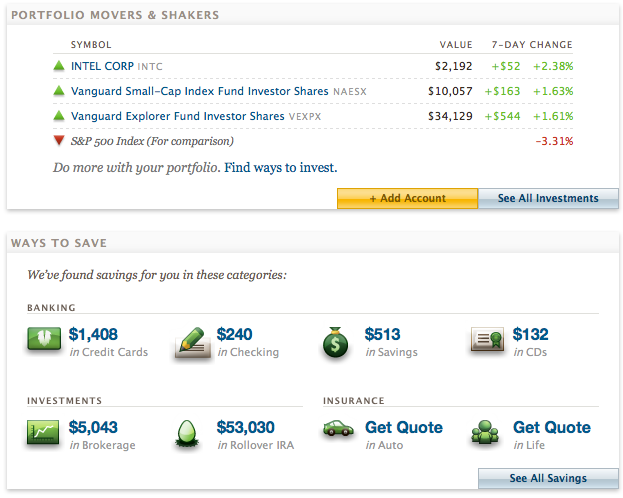 PORTFOLIO MOVERS & SHAKERS
SYMBOL VALUE 7-DAY CHANGE
INTEL CORP INTC $2,192 +$52 +2.38%
Vanguard Small-Cap Index Fund Investor Shares NAESX $10,057 +$163 +1.63%
Vanguard Explorer Fund Investor Shares VEXPX $34,129 +$544 +1.61%
S&P 500 Index (For comparison) -3.31%
Do more with your portfolio. Find ways to invest.
+ Add Account See All Investments
WAYS TO SAVE
We've found savings for you in these categories:
BANKING
$1,408 $240 $513 $132
in Credit Cards in Checking in Savings in CDs
INVESTMENTS INSURANCE
$5,043 $53,030 Get Quote Get Quote
in Brokerage in Rollover IRA in Auto in Life
See All Savings